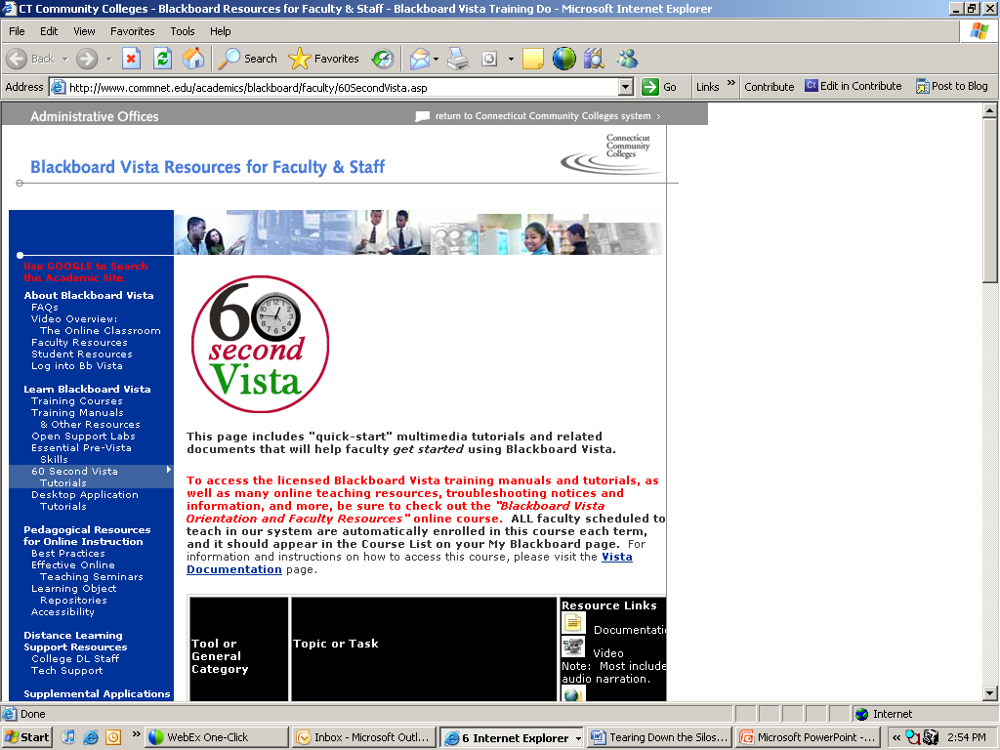 CT Community Colleges - Blackboard Resources for Faculty & Staff - Blackboard Vista Training Do - Microsoft Internet Explorer
File Edit View Favorites Tools Help
Back Search Favorites
Address http://www.commnet.edu/academics/blackboard/faculty/60SecondVista.asp Go Links » Contribute Edit in Contribute Post to Blog
Administrative Offices
return to Connecticut Community Colleges system >
Connecticut
Community
Colleges
Blackboard Vista Resources for Faculty & Staff
Use GOOGLE to Search
the Academic Site
About Blackboard Vista
FAQs
Video Overview:
The Online Classroom
Faculty Resources
Student Resources
Log into Bb Vista
Learn Blackboard Vista
Training Courses
Training Manuals
& Other Resources
Open Support Labs
Essential Pre-Vista
Skills
60 Second Vista
Tutorials
Desktop Application
Tutorials
Pedagogical Resources
for Online Instruction
Best Practices
Effective Online
Teaching Seminars
Learning Object
Repositories
Accessibility
Distance Learning
Support Resources
College DL Staff
Tech Support
Supplemental Applications
60
second
Vista
This page includes "quick-start" multimedia tutorials and related
documents that will help faculty get started using Blackboard Vista.
To access the licensed Blackboard Vista training manuals and tutorials, as
well as many online teaching resources, troubleshooting notices and
information, and more, be sure to check out the "Blackboard Vista
Orientation and Faculty Resources" online course. ALL faculty scheduled to
teach in our system are automatically enrolled in this course each term,
and it should appear in the Course List on your My Blackboard page. For
information and instructions on how to access this course, please visit the Vista
Documentation page.
Tool or
General
Category
Topic or Task
Resource Links
Documentati
Video
Note: Most include
audio narration.
Done Internet
Start » WebEx One-Click Inbox - Microsoft Outl... 6 Internet Explorer Tearing Down the Silos... Microsoft PowerPoint -... « 2:54 PM